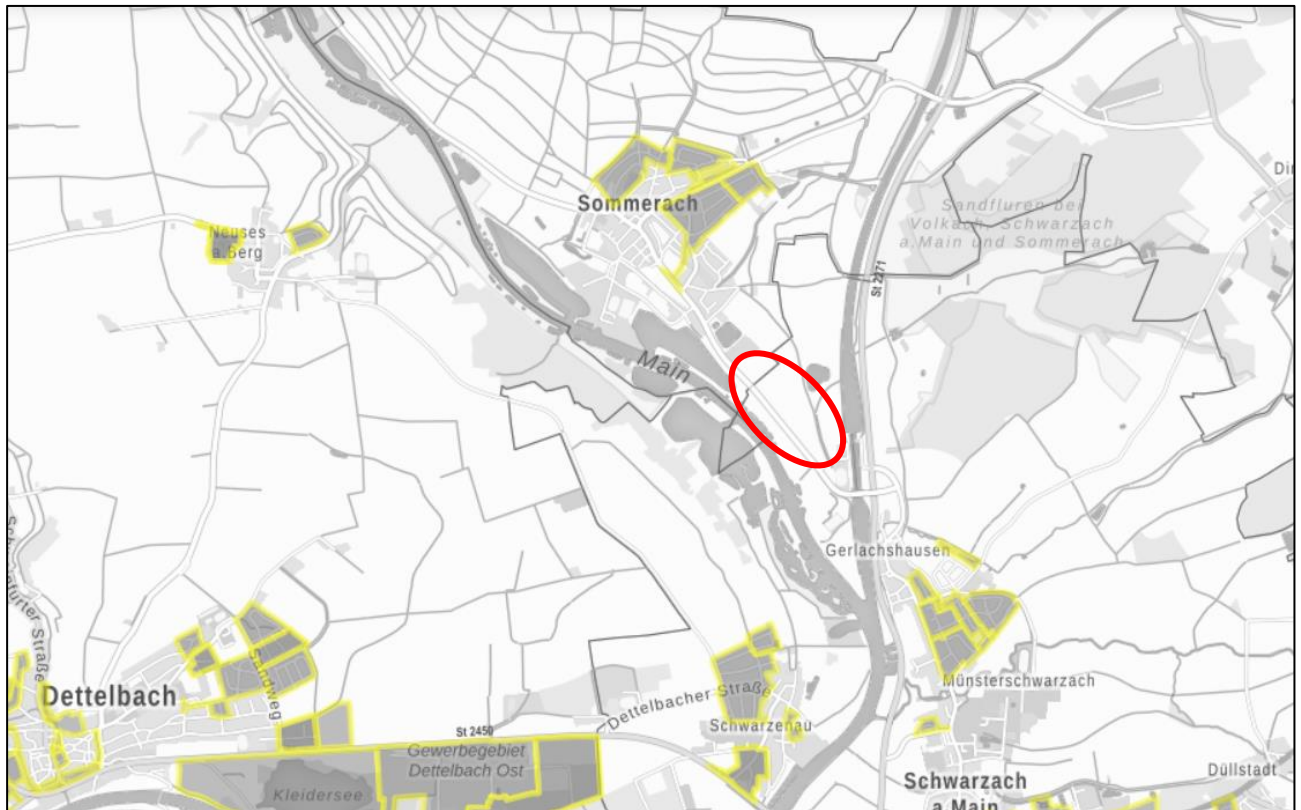 Sommerach
Neuses
a.Berg
Sandfluren bei
Volkach, Schwarzach
a.Main und Sommerach
St 2271
Main
Gerlachshausen
Sandweg
Dettelbach
Dettelbacher Straße
Münsterschwarzach
Schwarzenau
St 2450
Gewerbegebiet
Dettelbach Ost
Kleidersee
Düllstadt
Schwarzach
a.Main